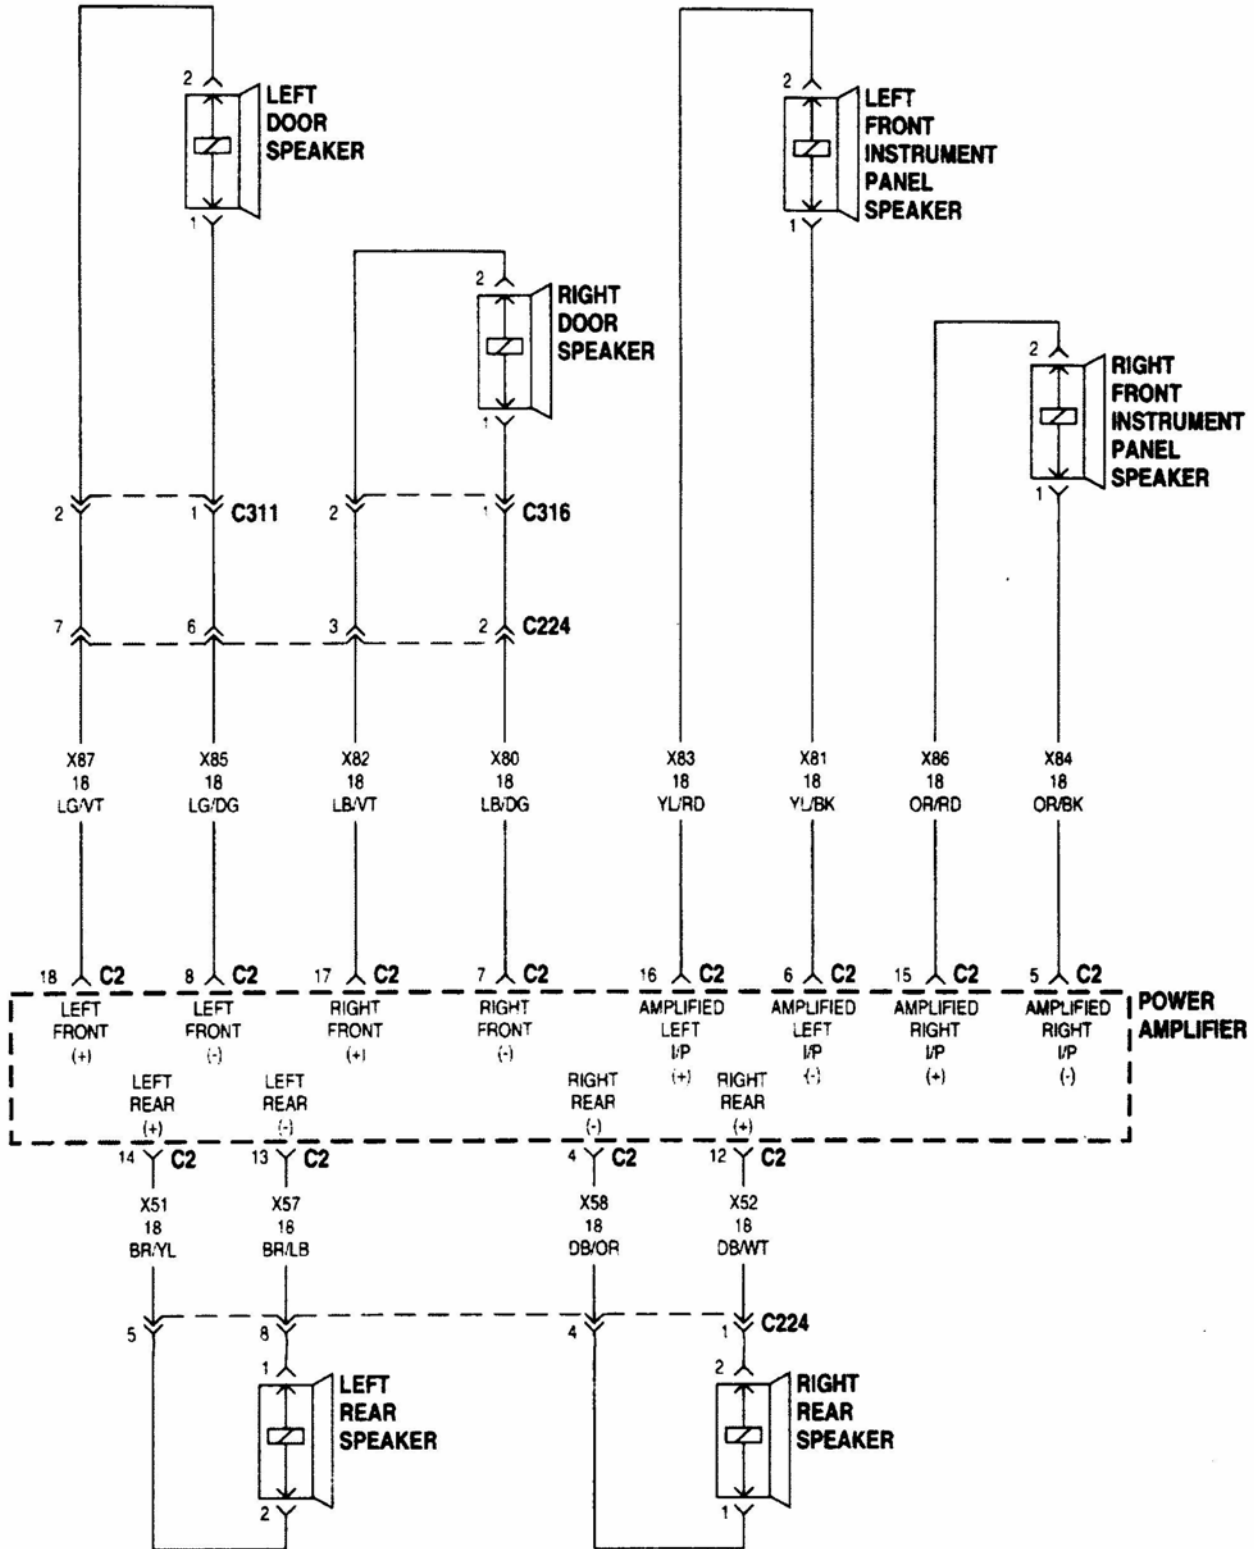 2
LEFT
DOOR
SPEAKER
1
2
LEFT
FRONT
INSTRUMENT
PANEL
SPEAKER
1
2
RIGHT
DOOR
SPEAKER
1
2
RIGHT
FRONT
INSTRUMENT
PANEL
SPEAKER
1
2 1 C311 2 1 C316
7 6 3 2 C224
X87 X85 X82 X80 X83 X81 X86 X84
18 18 18 18 18 18 18 18
LG/VT LG/DG LB/VT LB/DG YL/RD YL/BK OR/RD OR/BK
18 C2 8 C2 17 C2 7 C2 16 C2 6 C2 15 C2 5 C2
LEFT LEFT RIGHT RIGHT AMPLIFIED AMPLIFIED AMPLIFIED AMPLIFIED POWER
FRONT FRONT FRONT FRONT LEFT LEFT RIGHT RIGHT AMPLIFIER
(+) (-) (+) (-) I/P I/P I/P I/P
(+) (-) (+) (-)
LEFT LEFT RIGHT RIGHT
REAR REAR REAR REAR
(+) (-) (-) (+)
14 C2 13 C2 4 C2 12 C2
X51 X57 X58 X52
18 18 18 18
BR/YL BR/LB DB/OR DB/WT
5 8 4 1 C224
1 2
LEFT
REAR
SPEAKER
RIGHT
REAR
SPEAKER
2 1